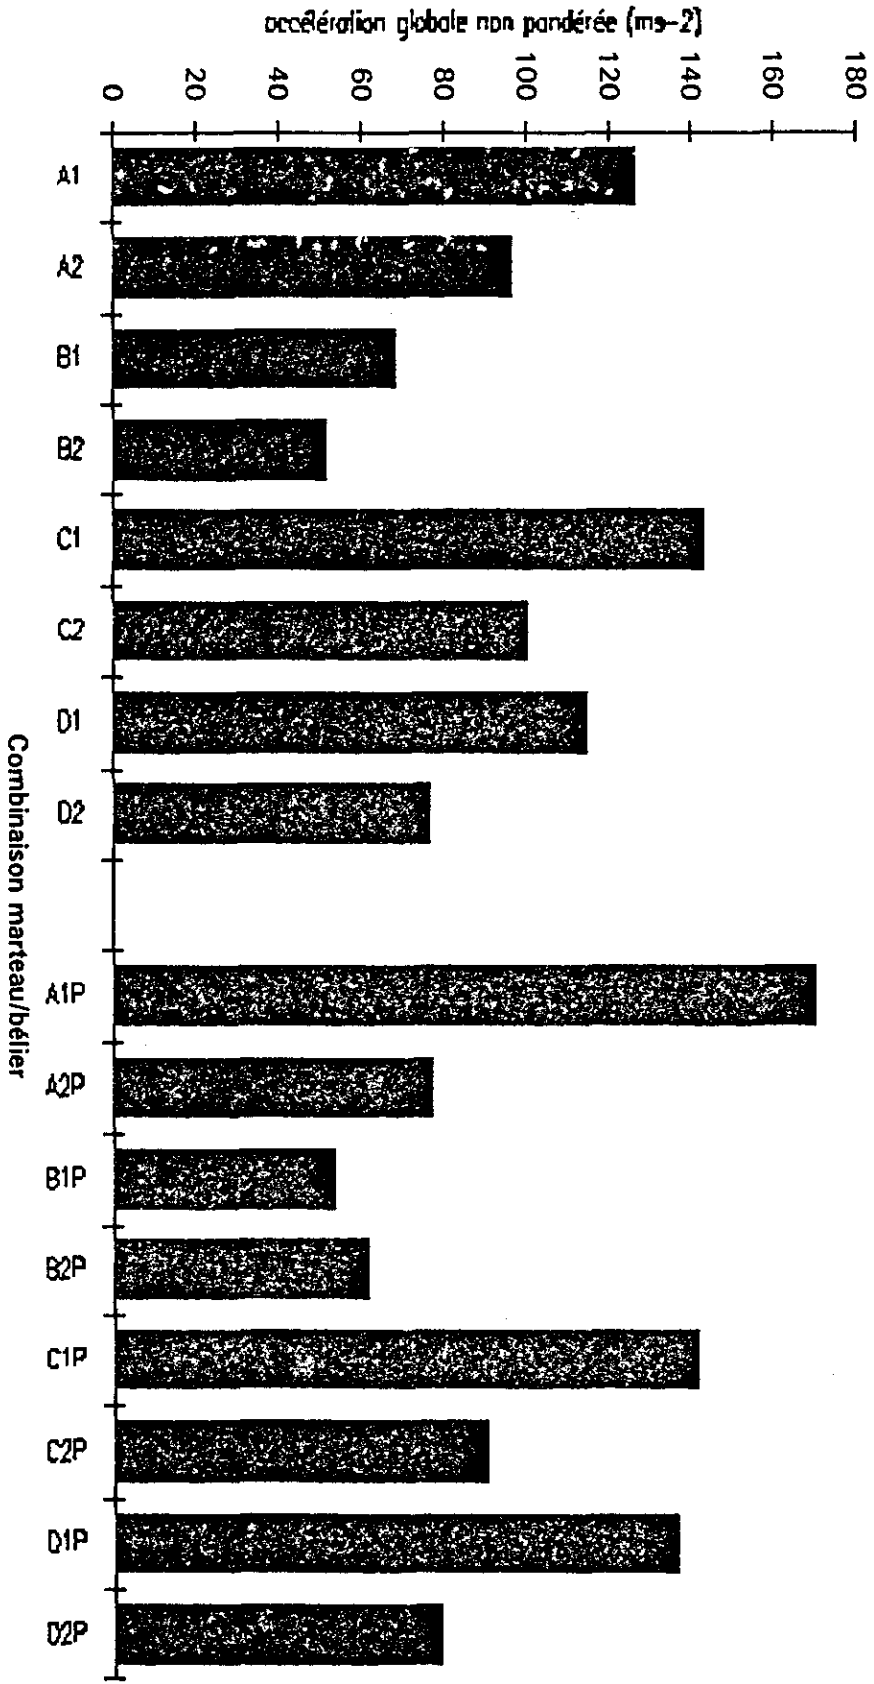 accélération globale non pondérée (ms-2)
0 20 40 60 80 100 120 140 160 180
A1
A2
B1
B2
C1
C2
D1
D2
A1P
A2P
B1P
B2P
C1P
C2P
D1P
D2P
Combinaison marteau/bélier